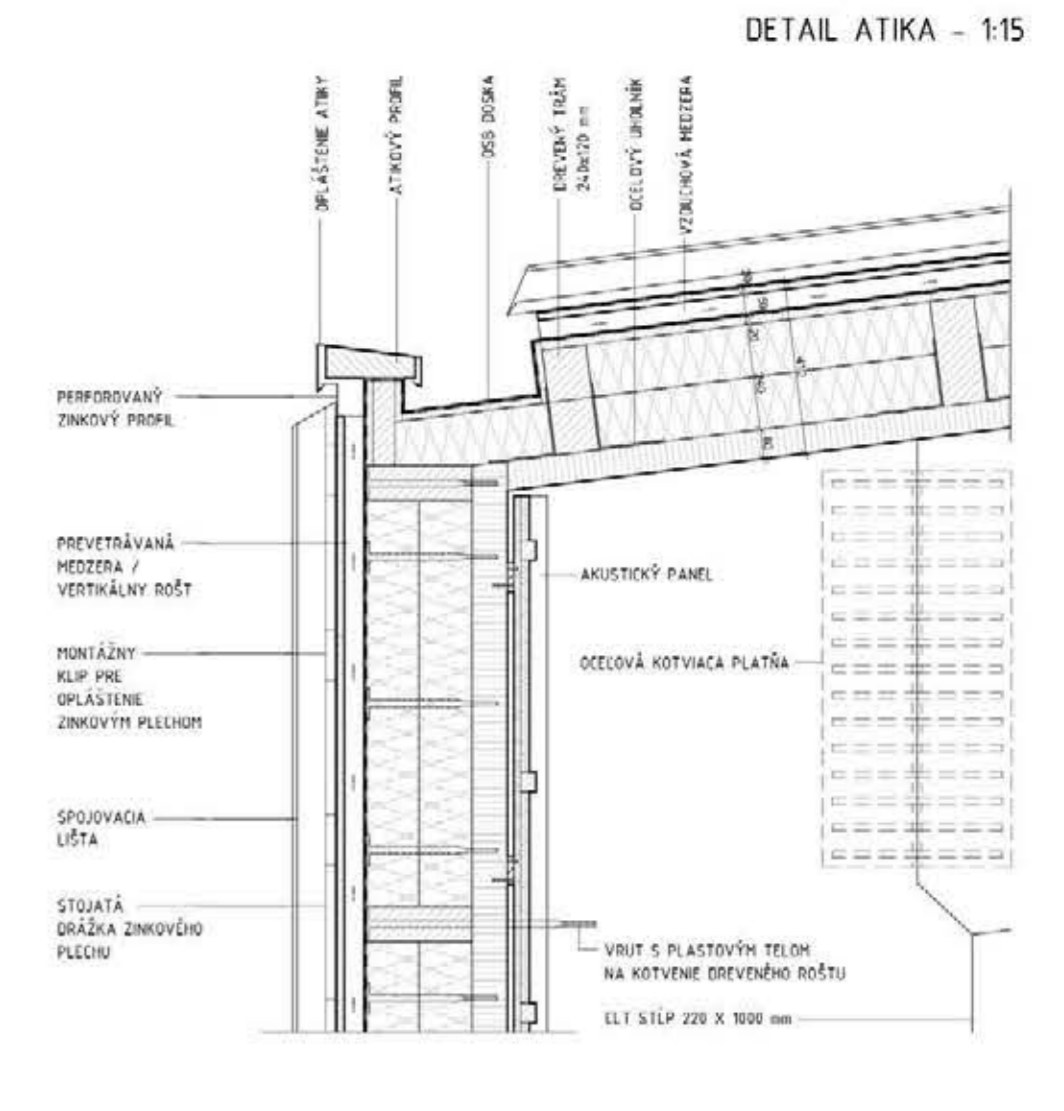 DETAIL ATIKA - 1:15
OPLÁŠTENIE ATIKY
ATIKOVÝ PROFIL
OSB DOSKA
DREVENÝ TRÁM
240x120 mm
OCELOVÝ UHOLNÍK
VZDUCHOVÁ MEDZERA
PERFOROVANÝ
ZINKOVÝ PROFIL
PREVETRÁVANÁ
MEDZERA /
VERTIKÁLNY ROŠT
MONTÁŽNY
KLIP PRE
OPLÁŠTENIE
ZINKOVÝM PLECHOM
SPOJOVACIA
LIŠTA
STOJATÁ
DRÁŽKA ZINKOVÉHO
PLECHU
AKUSTICKÝ PANEL
OCEĽOVÁ KOTVIACA PLATŇA
VRUT S PLASTOVÝM TELOM
NA KOTVENIE DREVENÉHO ROŠTU
CLT STĹP 220 X 1000 mm